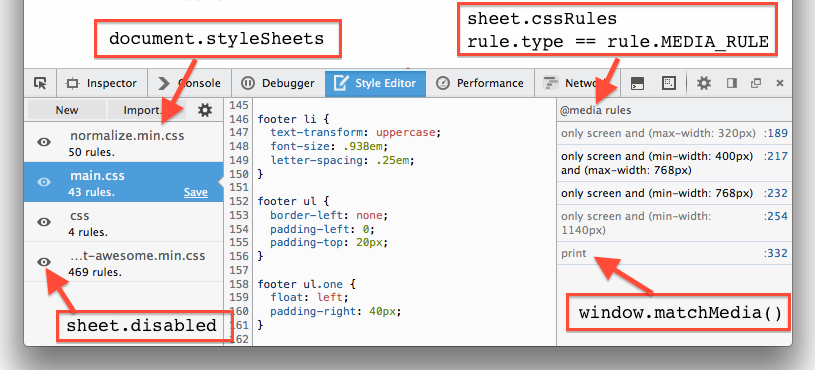 document.styleSheets
sheet.cssRules
rule.type == rule.MEDIA_RULE
Inspector
Console
Debugger
Style Editor
Performance
Network
New
Import...
normalize.min.css
50 rules.
main.css
43 rules.
Save
css
4 rules.
...t-awesome.min.css
469 rules.
sheet.disabled
145
146 footer li {
147 text-transform: uppercase;
148 font-size: .938em;
149 letter-spacing: .25em;
150 }
151
152 footer ul {
153 border-left: none;
154 padding-left: 0;
155 padding-top: 20px;
156 }
157
158 footer ul.one {
159 float: left;
160 padding-right: 40px;
161 }
162
@media rules
only screen and (max-width: 320px) :189
only screen and (min-width: 400px) :217
and (max-width: 768px)
only screen and (min-width: 768px) :232
only screen and (min-width: :254
1140px)
print :332
window.matchMedia()